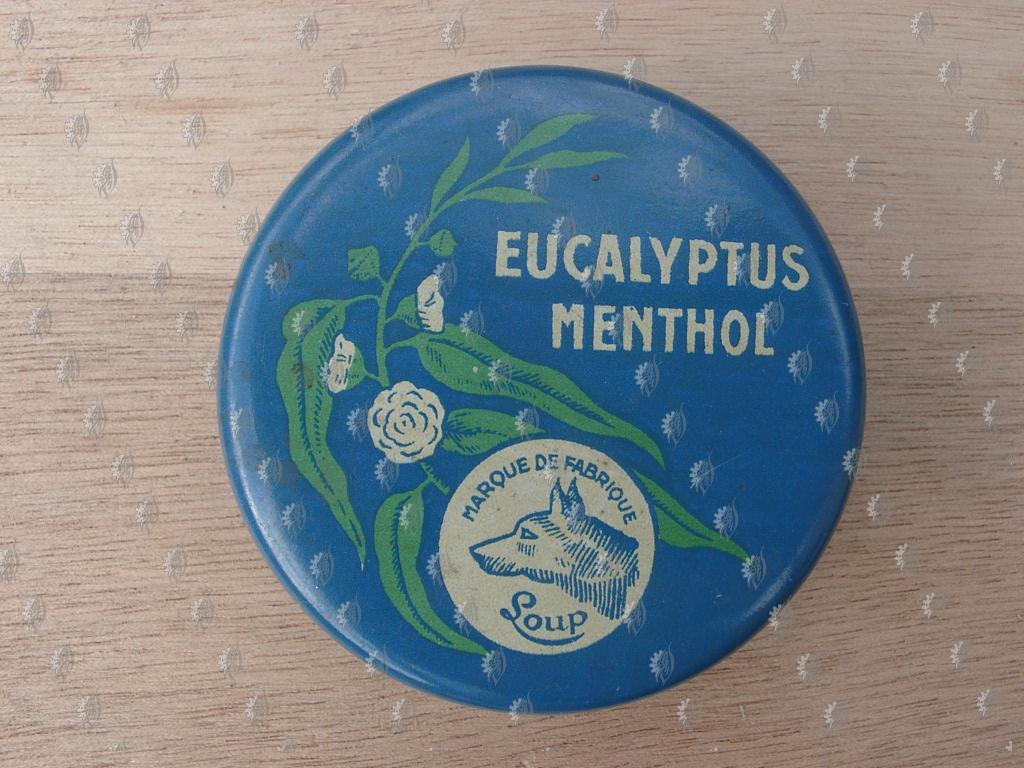 EUCALYPTUS
MENTHOL
MARQUE DE FABRIQUE
Loup